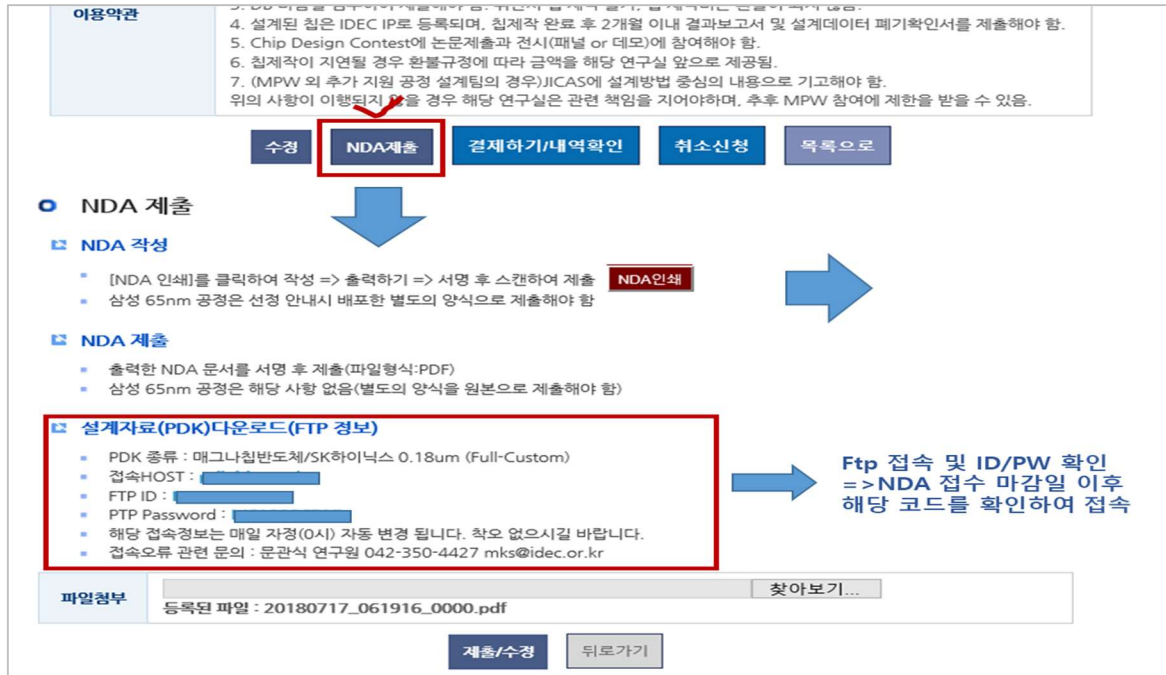 이용약관
4. 설계된 칩은 IDEC IP로 등록되며, 칩제작 완료 후 2개월 이내 결과보고서 및 설계데이터 폐기확인서를 제출해야 함.
5. Chip Design Contest에 논문제출과 전시(패널 or 데모)에 참여해야 함.
6. 칩제작이 지연될 경우 환불규정에 따라 금액을 해당 연구실 앞으로 제공됨.
7. (MPW 외 추가 지원 공정 설계팀의 경우)JICAS에 설계방법 중심의 내용으로 기고해야 함.
위의 사항이 이행되지 않을 경우 해당 연구실은 관련 책임을 지어야하며, 추후 MPW 참여에 제한을 받을 수 있음.
수정 NDA제출 결제하기/내역확인 취소신청 목록으로
NDA 제출
NDA 작성
[NDA 인쇄]를 클릭하여 작성 => 출력하기 => 서명 후 스캔하여 제출 NDA인쇄
삼성 65nm 공정은 선정 안내시 배포한 별도의 양식으로 제출해야 함
NDA 제출
출력한 NDA 문서를 서명 후 제출(파일형식:PDF)
삼성 65nm 공정은 해당 사항 없음(별도의 양식을 원본으로 제출해야 함)
설계자료(PDK)다운로드(FTP 정보)
PDK 종류 : 매그나칩반도체/SK하이닉스 0.18um (Full-Custom)
접속HOST :
FTP ID :
PTP Password :
해당 접속정보는 매일 자정(0시) 자동 변경 됩니다. 착오 없으시길 바랍니다.
접속오류 관련 문의 : 문관식 연구원 042-350-4427 mks@idec.or.kr
Ftp 접속 및 ID/PW 확인
=>NDA 접수 마감일 이후
해당 코드를 확인하여 접속
파일첨부
찾아보기...
등록된 파일 : 20180717_061916_0000.pdf
제출/수정 뒤로가기